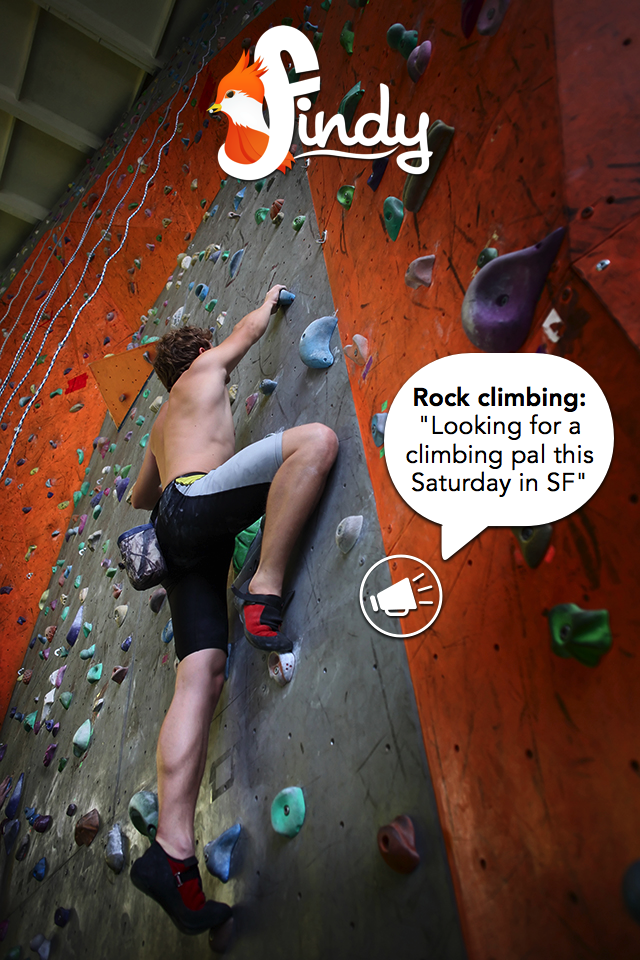 findy
Rock climbing:
"Looking for a
climbing pal this
Saturday in SF"